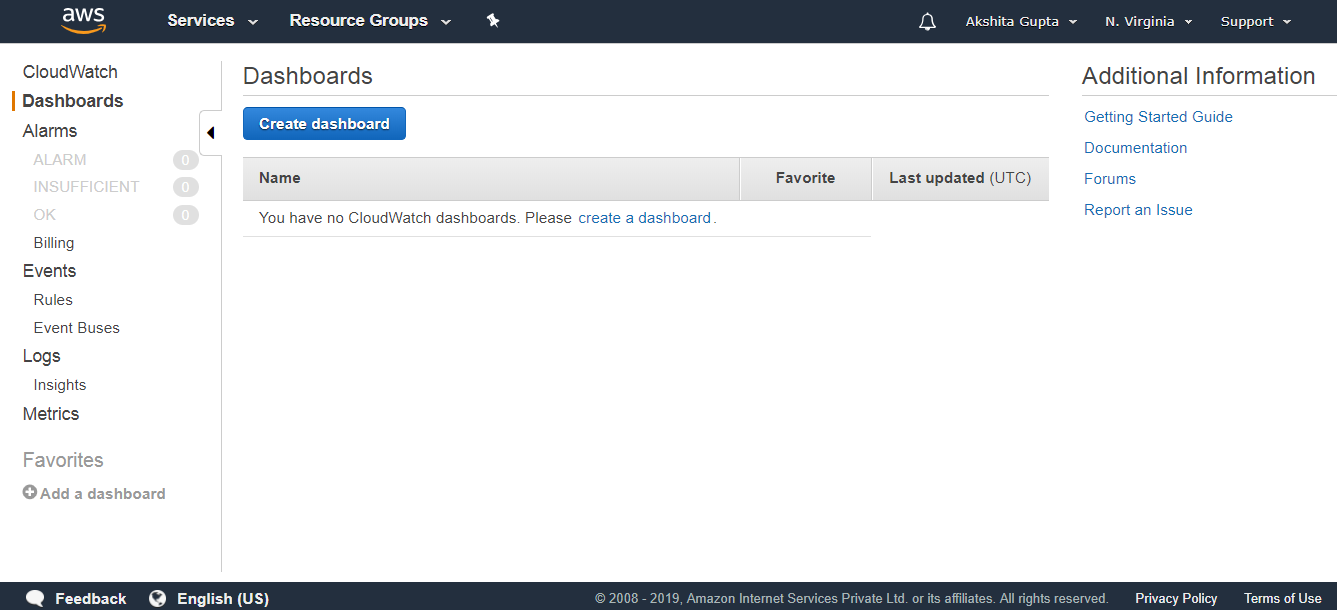 aws Services Resource Groups Akshita Gupta N. Virginia Support
CloudWatch
Dashboards
Alarms
ALARM 0
INSUFFICIENT 0
OK 0
Billing
Events
Rules
Event Buses
Logs
Insights
Metrics
Favorites
Add a dashboard
Dashboards
Create dashboard
Name Favorite Last updated (UTC)
You have no CloudWatch dashboards. Please create a dashboard.
Additional Information
Getting Started Guide
Documentation
Forums
Report an Issue
Feedback English (US) © 2008 - 2019, Amazon Internet Services Private Ltd. or its affiliates. All rights reserved. Privacy Policy Terms of Use